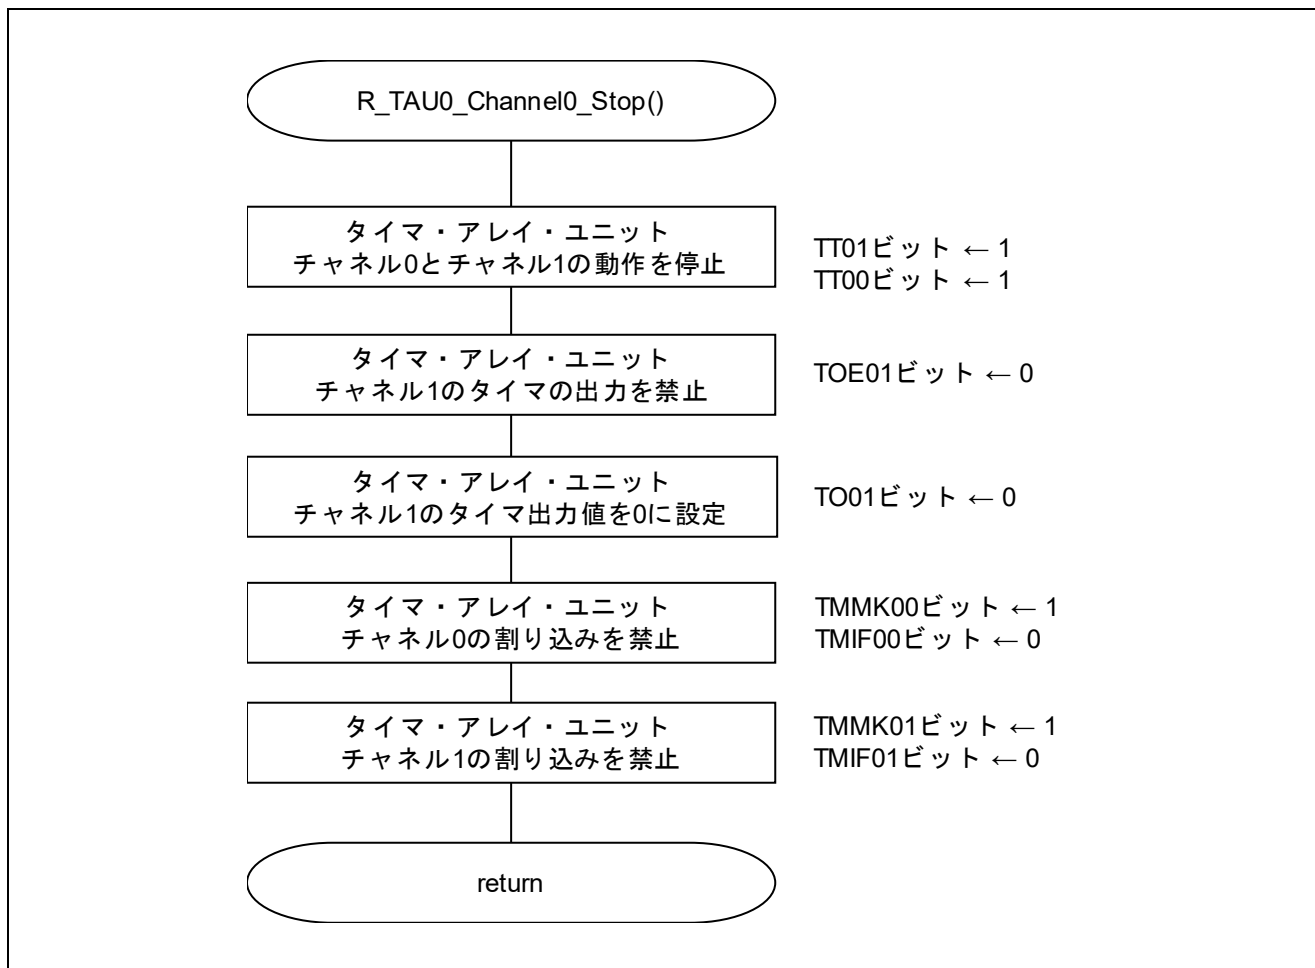 R_TAU0_Channel0_Stop()
タイマ・アレイ・ユニット
チャネル0とチャネル1の動作を停止
TT01ビット ← 1
TT00ビット ← 1
タイマ・アレイ・ユニット
チャネル1のタイマの出力を禁止
TOE01ビット ← 0
タイマ・アレイ・ユニット
チャネル1のタイマ出力値を0に設定
TO01ビット ← 0
タイマ・アレイ・ユニット
チャネル0の割り込みを禁止
TMMK00ビット ← 1
TMIF00ビット ← 0
タイマ・アレイ・ユニット
チャネル1の割り込みを禁止
TMMK01ビット ← 1
TMIF01ビット ← 0
return